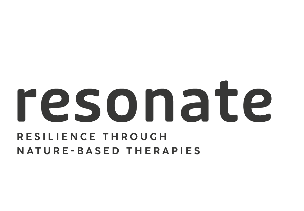 resonate
RESILIENCE THROUGH
NATURE-BASED THERAPIES